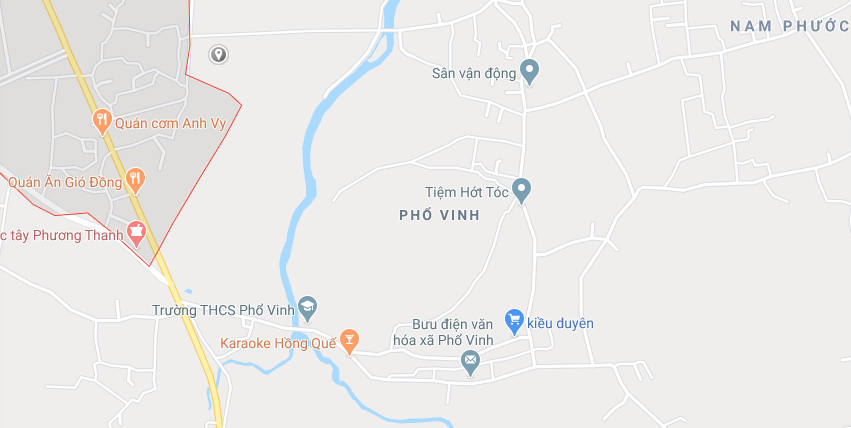 NAM PHƯỚC
Sân vận động
Quán cơm Anh Vy
Quán Ăn Gió Đồng
Tiệm Hớt Tóc
PHỔ VINH
c tây Phương Thanh
Trường THCS Phổ Vinh
Bưu điện văn
hóa xã Phổ Vinh
kiều duyên
Karaoke Hồng Quế